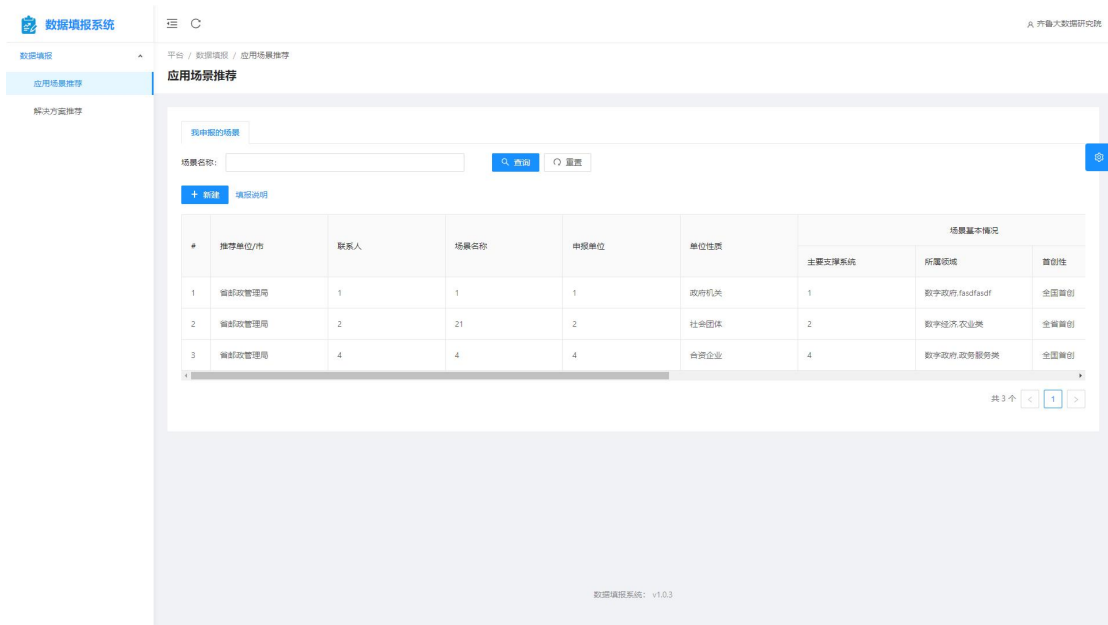 数据填报系统
齐鲁大数据研究院
数据填报
应用场景推荐
解决方案推荐
平台 / 数据填报 / 应用场景推荐
应用场景推荐
我申报的场景
场景名称：
查询 重置
+ 新建 填报说明
场景基本情况
# 推荐单位/市 联系人 场景名称 申报单位 单位性质
主要支撑系统 所属领域 首创性
1 省邮政管理局 1 1 1 政府机关 1 数字政府,fasdfasdf 全国首创
2 省邮政管理局 2 21 2 社会团体 2 数字经济,农业类 全省首创
3 省邮政管理局 4 4 4 合资企业 4 数字政府,政务服务类 全国首创
共 3 个 < 1 >
数据填报系统： v1.0.3